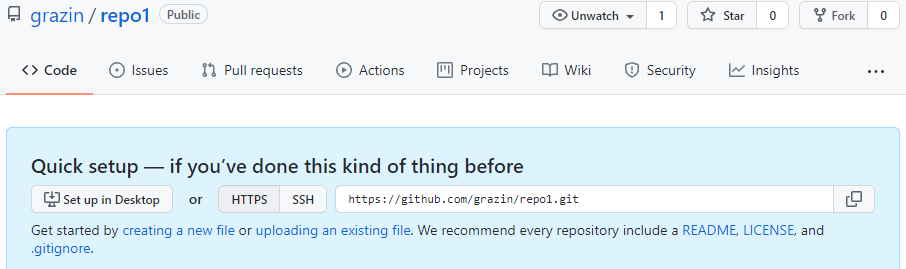 grazin / repo1 Public Unwatch 1 Star 0 Fork 0
<> Code Issues Pull requests Actions Projects Wiki Security Insights ...
Quick setup — if you’ve done this kind of thing before
Set up in Desktop or HTTPS SSH https://github.com/grazin/repo1.git
Get started by creating a new file or uploading an existing file. We recommend every repository include a README, LICENSE, and
.gitignore.